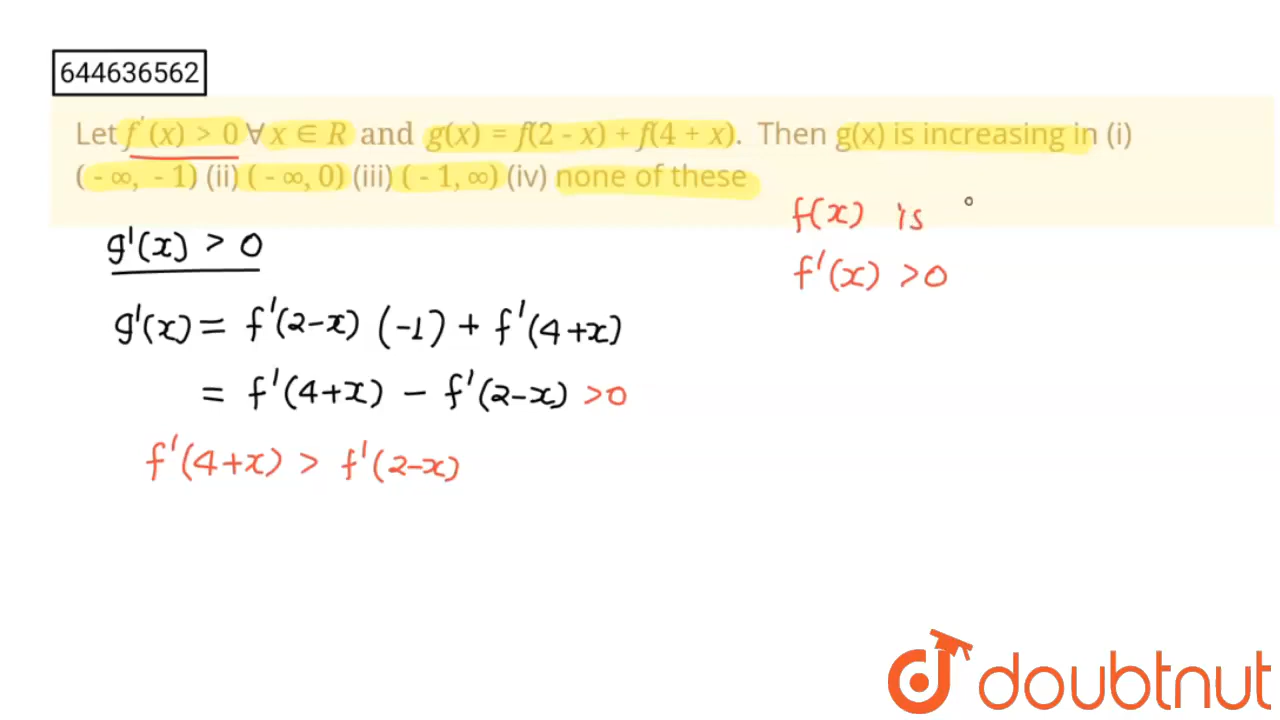 644636562
Let f'(x) > 0 ∀ x ∈ R and g(x) = f(2 - x) + f(4 + x). Then g(x) is increasing in (i)
( - ∞, - 1) (ii) ( - ∞, 0) (iii) ( - 1, ∞) (iv) none of these
f(x) is
g'(x) > 0
f'(x) >0
g'(x) = f'(2-x) (-1) + f'(4+x)
= f'(4+x) - f'(2-x) >0
f'(4+x) > f'(2-x)
doubtnut